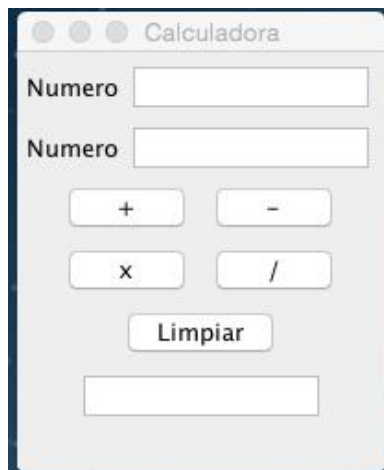 Calculadora
Numero
Numero
+ -
x /
Limpiar